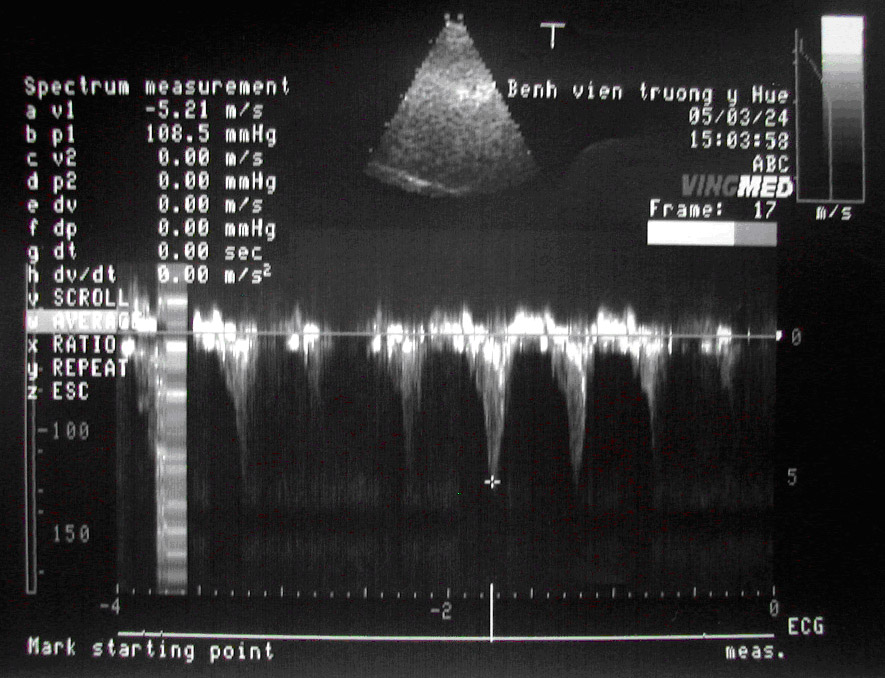 Spectrum measurement
a v1 -5.21 m/s
b p1 108.5 mmHg
c v2 0.00 m/s
d p2 0.00 mmHg
e dv 0.00 m/s
f dp 0.00 mmHg
g dt 0.00 sec
h dv/dt 0.00 m/s²
v SCROLL
w AVERAGE
x RATIO
y REPEAT
z ESC
Benh vien truong y Hue
05/03/24
15:03:58
ABC
VINGMED
Frame: 17
m/s
0
-100
5
150
-4 -2 0
ECG
Mark starting point meas.